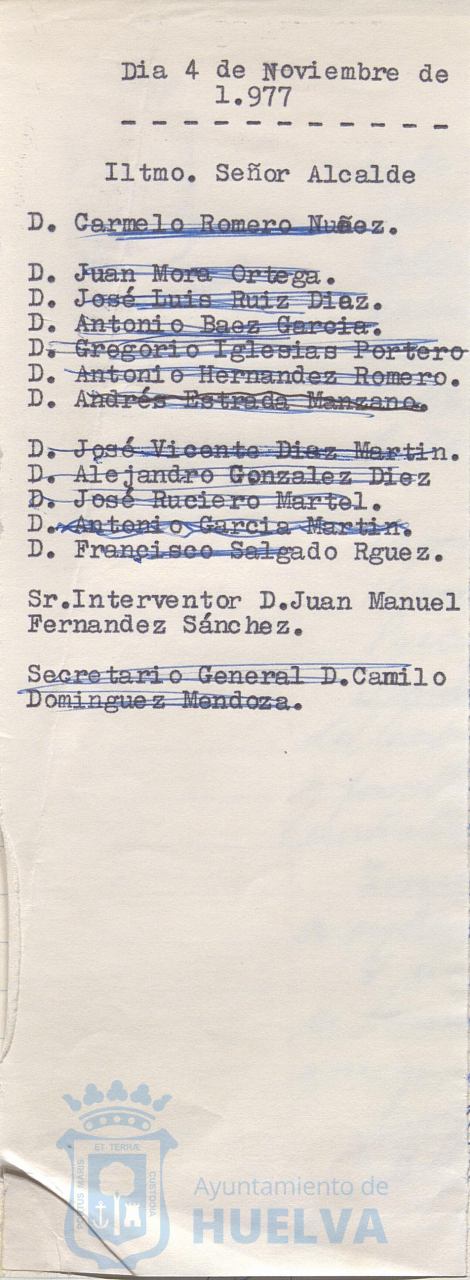 Dia 4 de Noviembre de
1.977
Iltmo. Señor Alcalde
D. Carmelo Romero Nuñez.
D. Juan Mora Ortega.
D. José Luis Ruiz Diaz.
D. Antonio Baez Garcia.
D. Gregorio Iglesias Portero
D. Antonio Hernandez Romero.
D. Andrés Estrada Manzano.
D. José Vicente Diaz Martin.
D. Alejandro Gonzalez Diez
D. José Ruciero Martel.
D. Antonio Garcia Martin.
D. Francisco Salgado Rguez.
Sr.Interventor D.Juan Manuel
Fernandez Sánchez.
Secretario General D.Camilo
Dominguez Mendoza.
PORTUS MARIS ET TERRÆ CUSTODIA
Ayuntamiento de
HUELVA